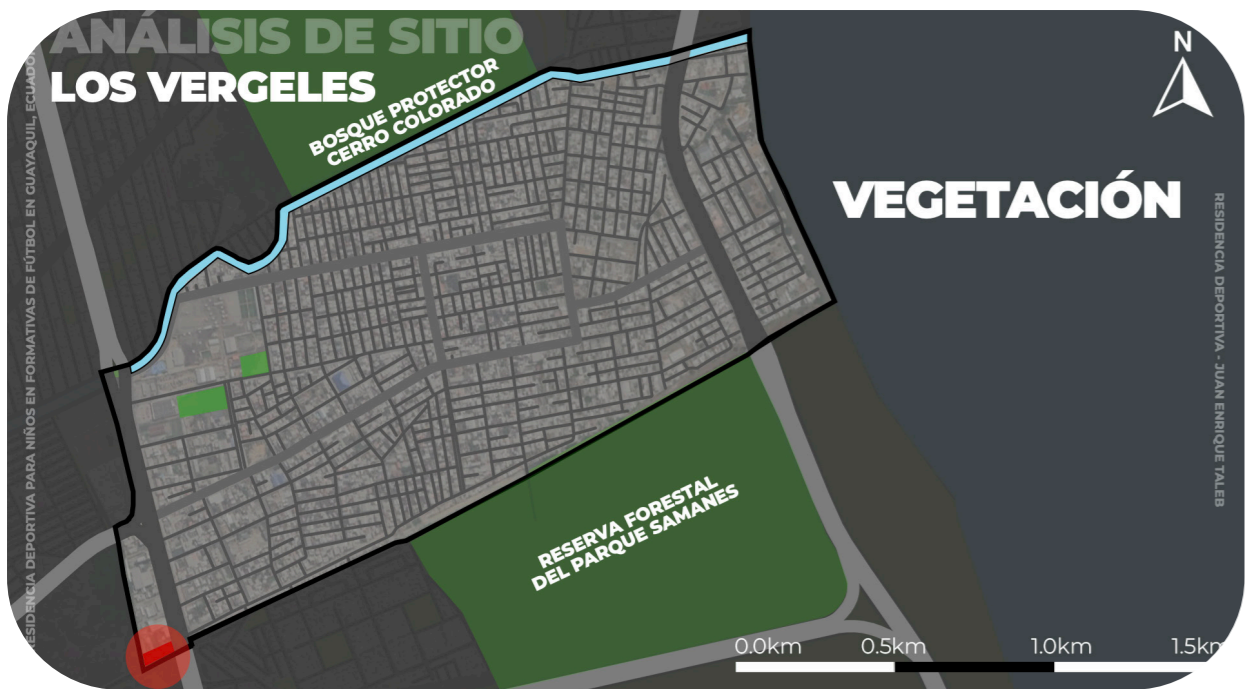 ANÁLISIS DE SITIO
LOS VERGELES
BOSQUE PROTECTOR
CERRO COLORADO
N
VEGETACIÓN
RESIDENCIA DEPORTIVA PARA NIÑOS EN FORMATIVAS DE FÚTBOL EN GUAYAQUIL, ECUADOR
RESIDENCIA DEPORTIVA - JUAN ENRIQUE TALEB
RESERVA FORESTAL
DEL PARQUE SAMANES
0.0km 0.5km 1.0km 1.5km